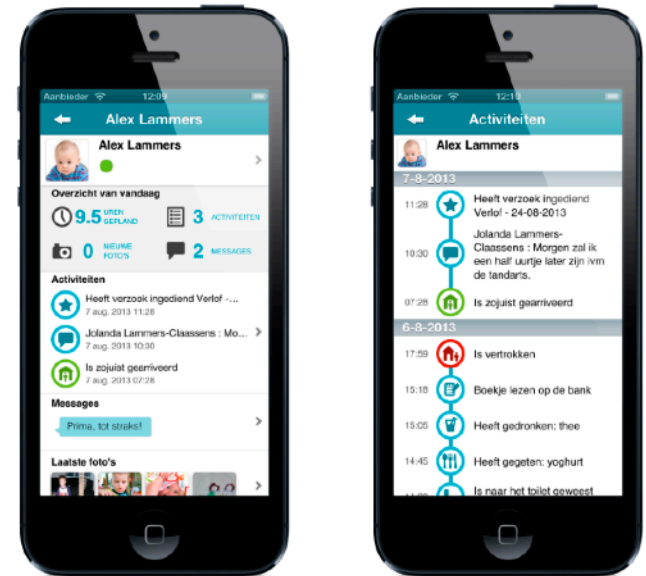 Aanbieder 12:09
Alex Lammers
Alex Lammers
Overzicht van vandaag
9.5 UREN GEPLAND
3 ACTIVITEITEN
0 NIEUWE FOTO'S
2 MESSAGES
Activiteiten
Heeft verzoek ingediend Verlof -...
7 aug. 2013 11:28
Jolanda Lammers-Claassens : Mo...
7 aug. 2013 10:30
Is zojuist gearriveerd
7 aug. 2013 07:28
Messages
Prima, tot straks!
Laatste foto's
Aanbieder 12:10
Activiteiten
Alex Lammers
7-8-2013
11:28 Heeft verzoek ingediend
Verlof - 24-08-2013
Jolanda Lammers-
10:30 Claassens : Morgen zal ik
een half uurtje later zijn ivm
de tandarts.
07:28 Is zojuist gearriveerd
6-8-2013
17:59 Is vertrokken
15:18 Boekje lezen op de bank
15:05 Heeft gedronken: thee
14:45 Heeft gegeten: yoghurt
Is naar het toilet geweest